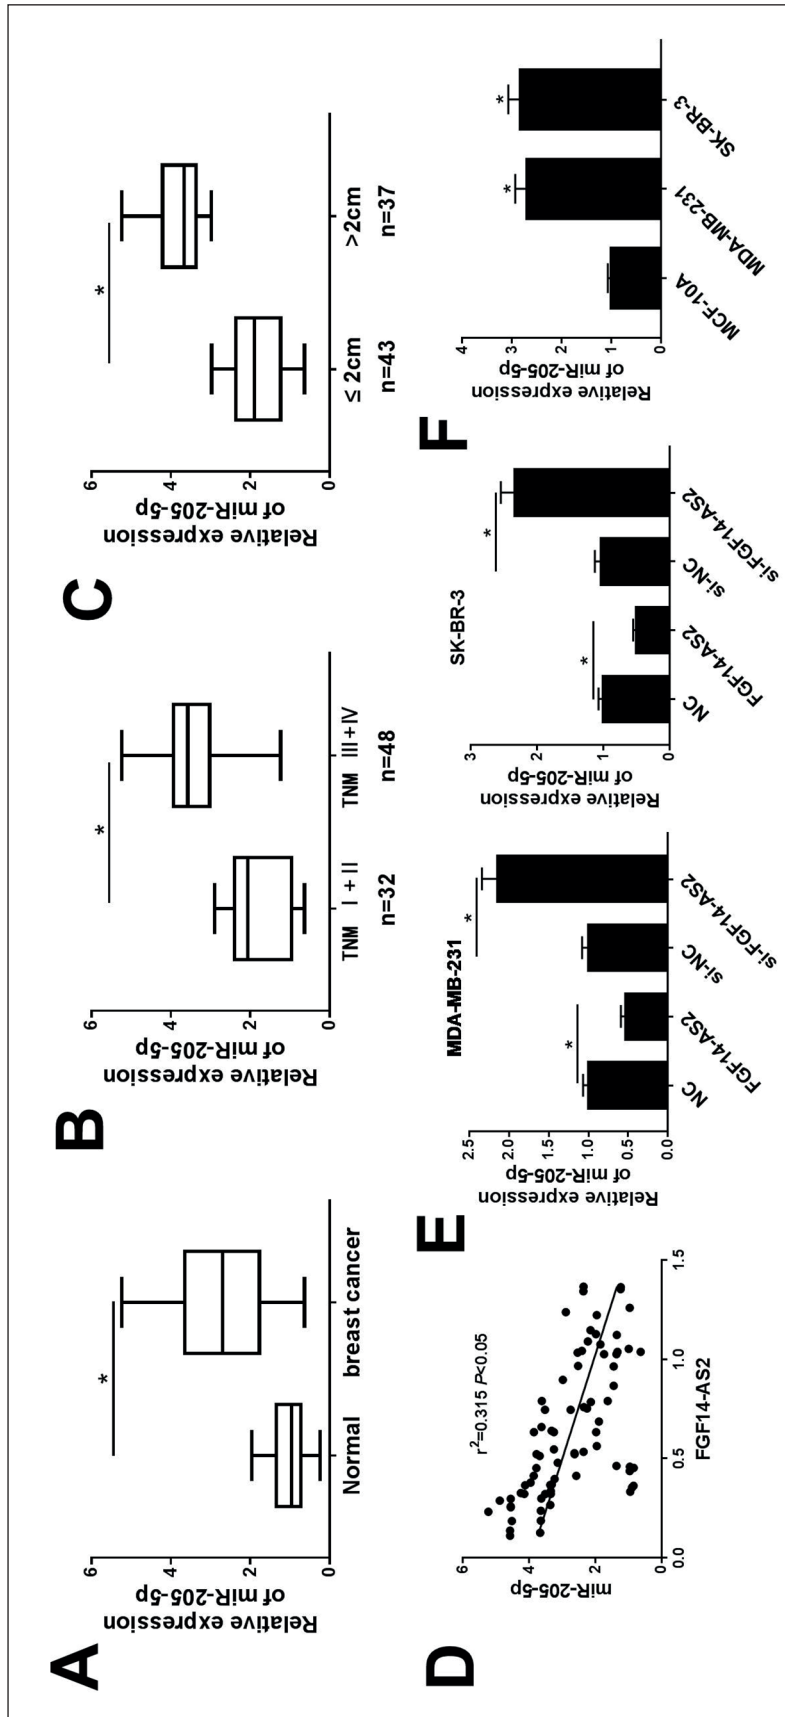 A
Relative expression
of miR-205-5p
6
4
2
0
*
Normal
breast cancer
B
Relative expression
of miR-205-5p
6
4
2
0
*
TNM Ⅰ+Ⅱ
n=32
TNM Ⅲ+Ⅳ
n=48
C
Relative expression
of miR-205-5p
6
4
2
0
*
≤ 2cm
n=43
>2cm
n=37
D
miR-205-5p
6
4
2
0
r²=0.315 P<0.05
0.0
0.5
1.0
1.5
FGF14-AS2
E
MDA-MB-231
Relative expression
of miR-205-5p
2.5
2.0
1.5
1.0
0.5
0.0
*
*
NC
FGF14-AS2
si-NC
si-FGF14-AS2
SK-BR-3
Relative expression
of miR-205-5p
3
2
1
0
*
*
NC
FGF14-AS2
si-NC
si-FGF14-AS2
F
Relative expression
of miR-205-5p
4
3
2
1
0
*
*
MCF-10A
MDA-MB-231
SK-BR-3